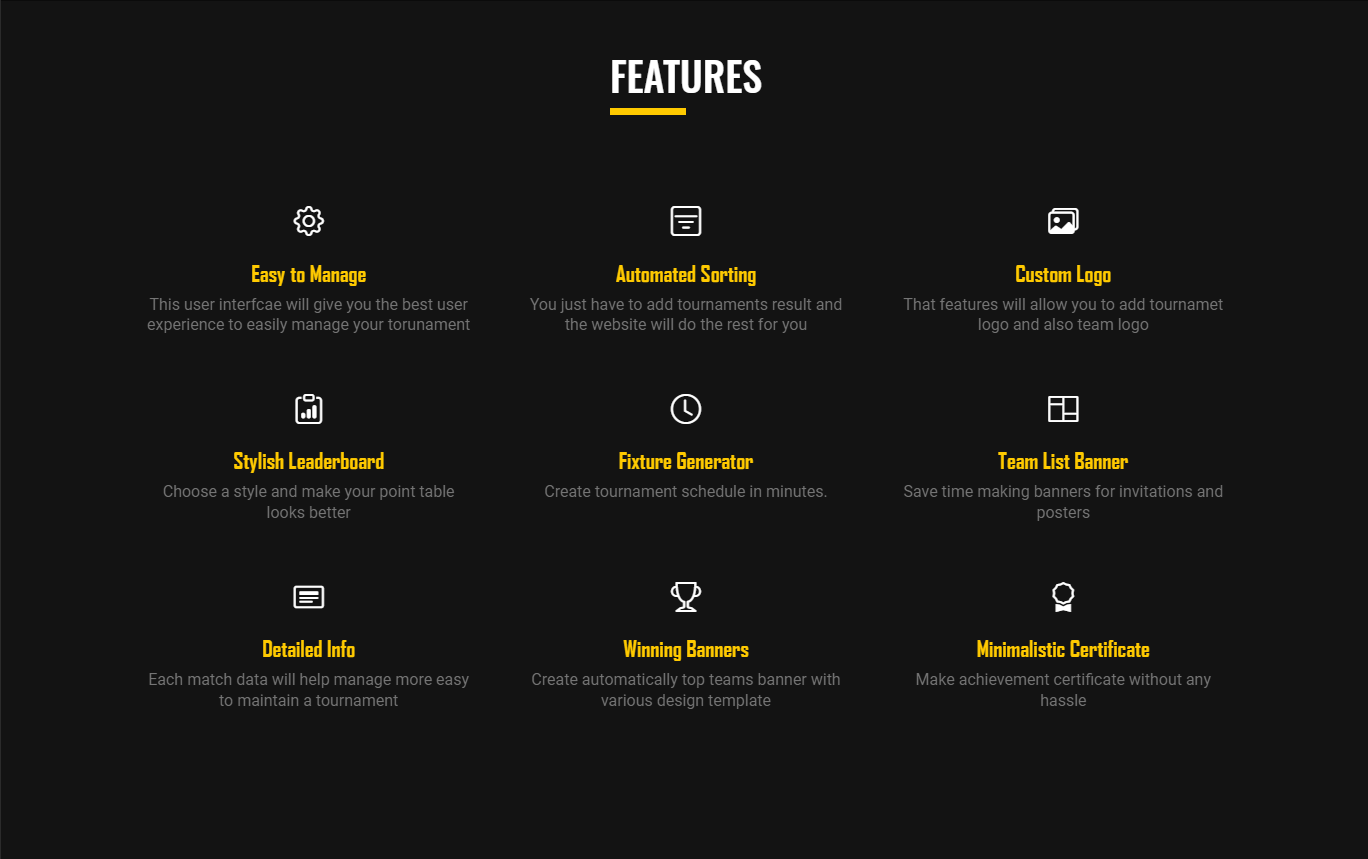 FEATURES
Easy to Manage
This user interfcae will give you the best user
experience to easily manage your torunament
Automated Sorting
You just have to add tournaments result and
the website will do the rest for you
Custom Logo
That features will allow you to add tournamet
logo and also team logo
Stylish Leaderboard
Choose a style and make your point table
looks better
Fixture Generator
Create tournament schedule in minutes.
Team List Banner
Save time making banners for invitations and
posters
Detailed Info
Each match data will help manage more easy
to maintain a tournament
Winning Banners
Create automatically top teams banner with
various design template
Minimalistic Certificate
Make achievement certificate without any
hassle